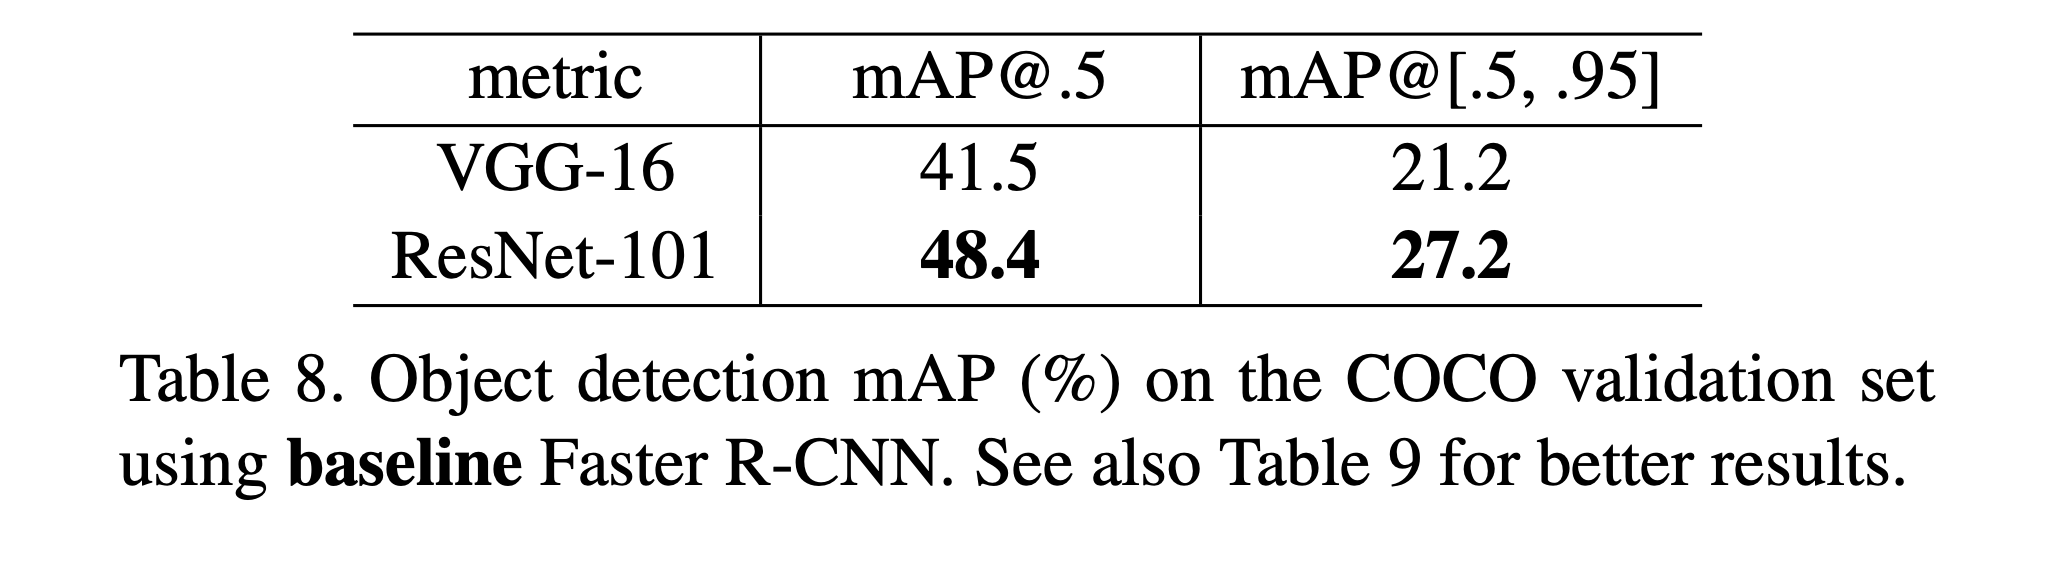 metric mAP@.5 mAP@[.5, .95]
VGG-16 41.5 21.2
ResNet-101 48.4 27.2
Table 8. Object detection mAP (%) on the COCO validation set
using baseline Faster R-CNN. See also Table 9 for better results.